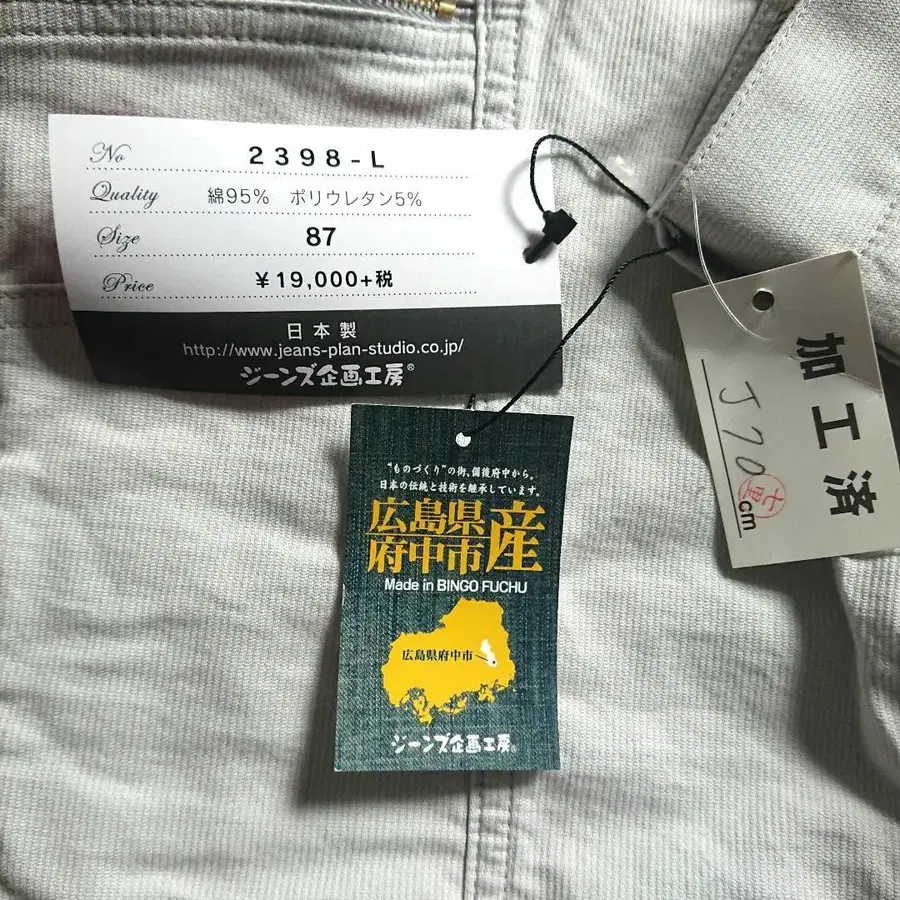 No 2398-L
Quality 綿95% ポリウレタン5%
Size 87
Price ¥19,000+税
日本製
http://www.jeans-plan-studio.co.jp/
ジーンズ企画工房®
"ものづくり"の街、備後府中から。
日本の伝統と技術を継承しています。
広島県
府中市
産
Made in BINGO FUCHU
広島県府中市
ジーンズ企画工房®
加工済
J70
cm